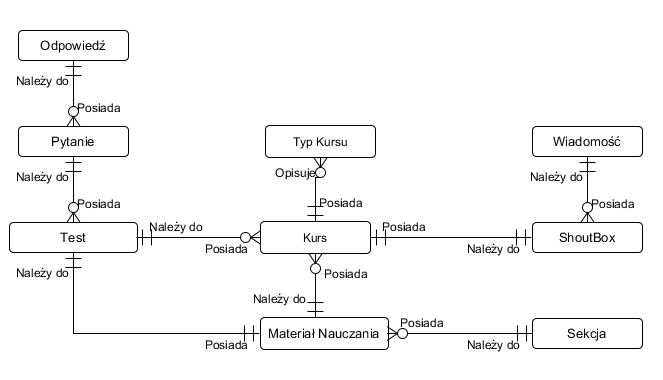 Odpowiedź
Należy do
Posiada
Pytanie
Typ Kursu
Wiadomość
Należy do
Opisuje
Należy do
Posiada
Posiada
Posiada
Należy do
Posiada
Test
Kurs
ShoutBox
Posiada
Należy do
Należy do
Posiada
Należy do
Posiada
Materiał Nauczania
Sekcja
Posiada
Należy do